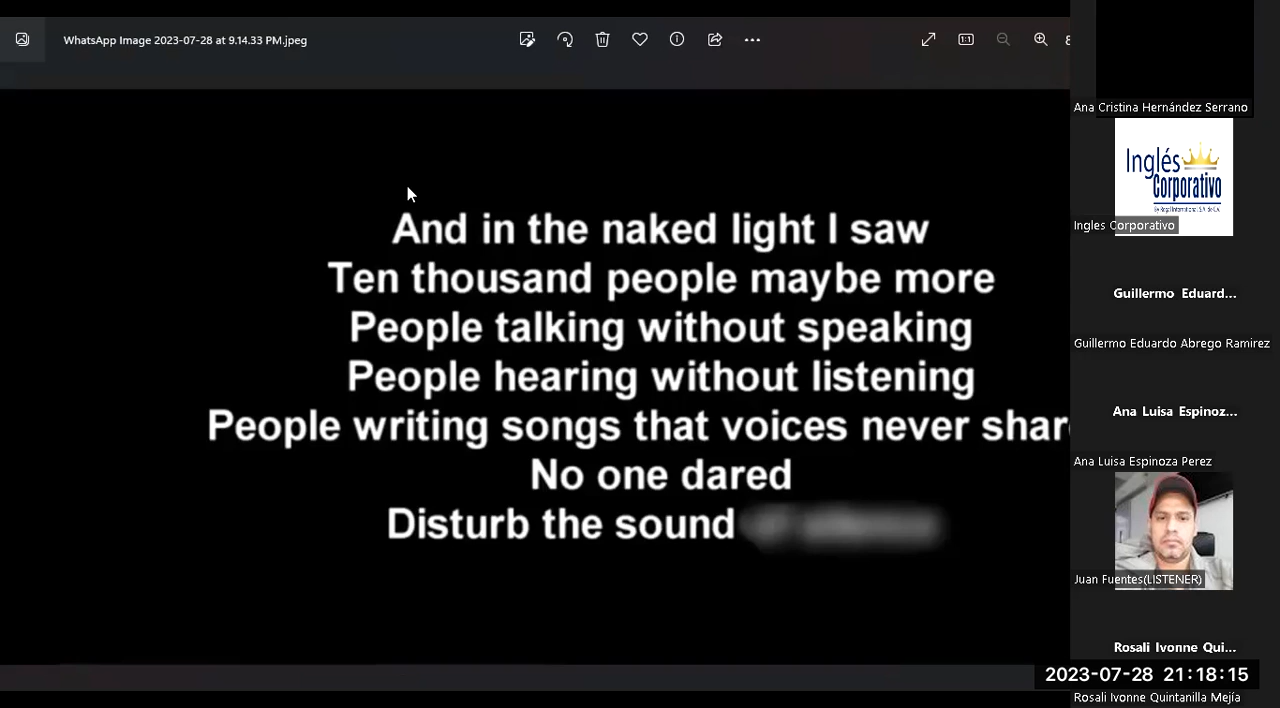 WhatsApp Image 2023-07-28 at 9.14.33 PM.jpeg
And in the naked light I saw
Ten thousand people maybe more
People talking without speaking
People hearing without listening
People writing songs that voices never
No one dared
Disturb the sound
Ana Cristina Hernández Serrano
Inglés
Corporativo
Ingles Corporativo
Guillermo Eduard...
Guillermo Eduardo Abrego Ramirez
Ana Luisa Espinoz...
Ana Luisa Espinoza Perez
Juan Fuentes(LISTENER)
Rosali Ivonne Qui...
2023-07-28 21:18:15
Rosali Ivonne Quintanilla Mejía